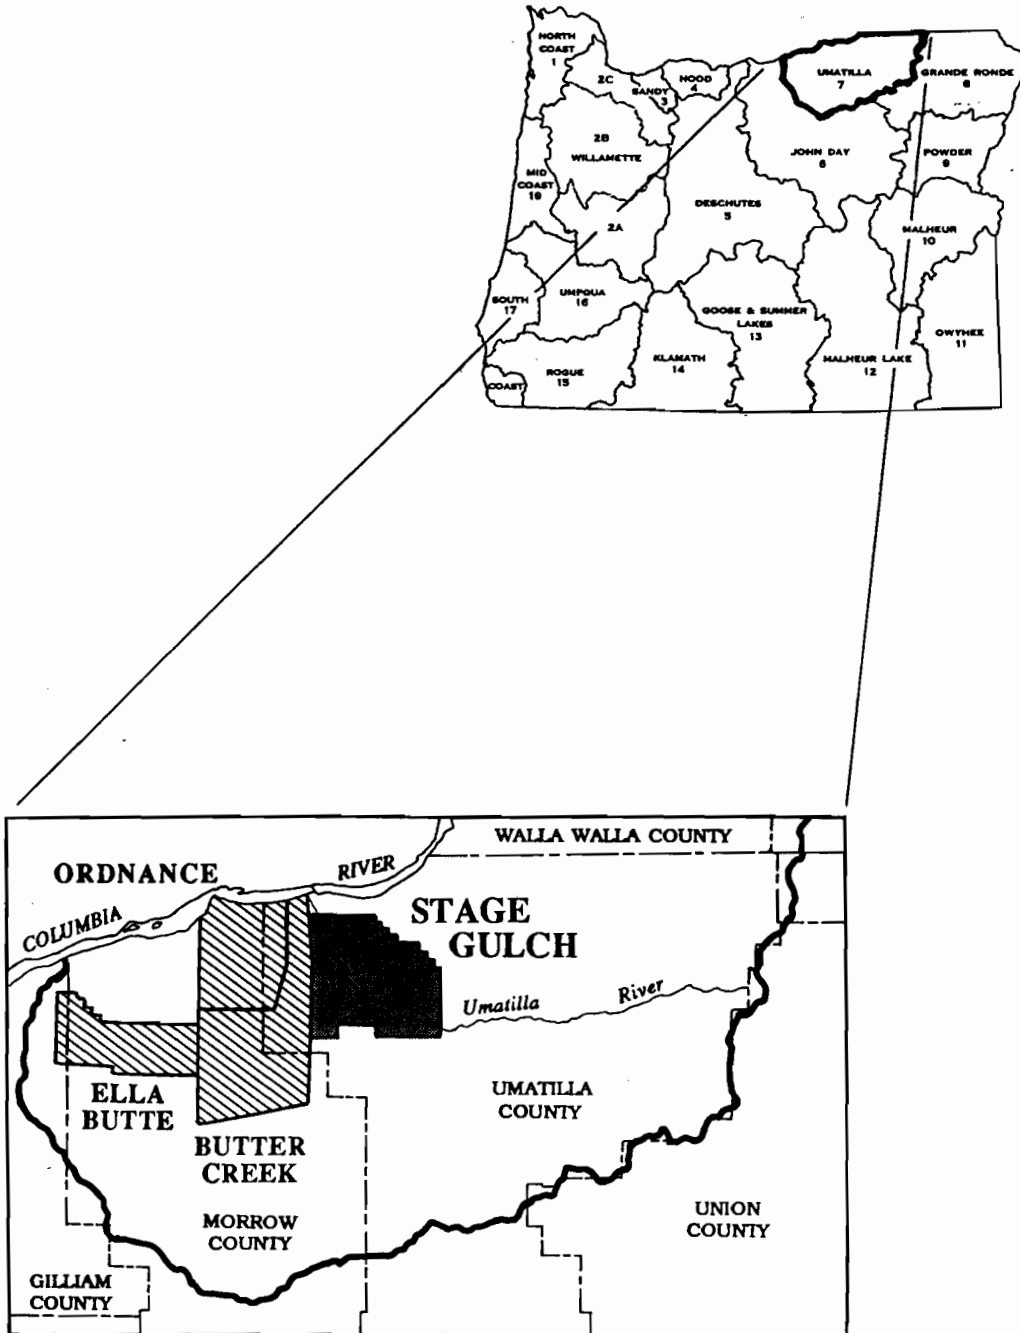 NORTH
COAST
1
2C
SANDY
3
HOOD
4
UMATILLA
7
GRANDE RONDE
8
2B
WILLAMETTE
MID
COAST
18
JOHN DAY
6
POWDER
9
DESCHUTES
5
2A
MALHEUR
10
SOUTH
17
UMPQUA
16
GOOSE & SUMMER
LAKES
13
OWYHEE
11
KLAMATH
14
MALHEUR LAKE
12
ROGUE
15
COAST
WALLA WALLA COUNTY
ORDNANCE
RIVER
COLUMBIA
STAGE
GULCH
Umatilla
River
ELLA
BUTTE
UMATILLA
COUNTY
BUTTER
CREEK
MORROW
COUNTY
UNION
COUNTY
GILLIAM
COUNTY